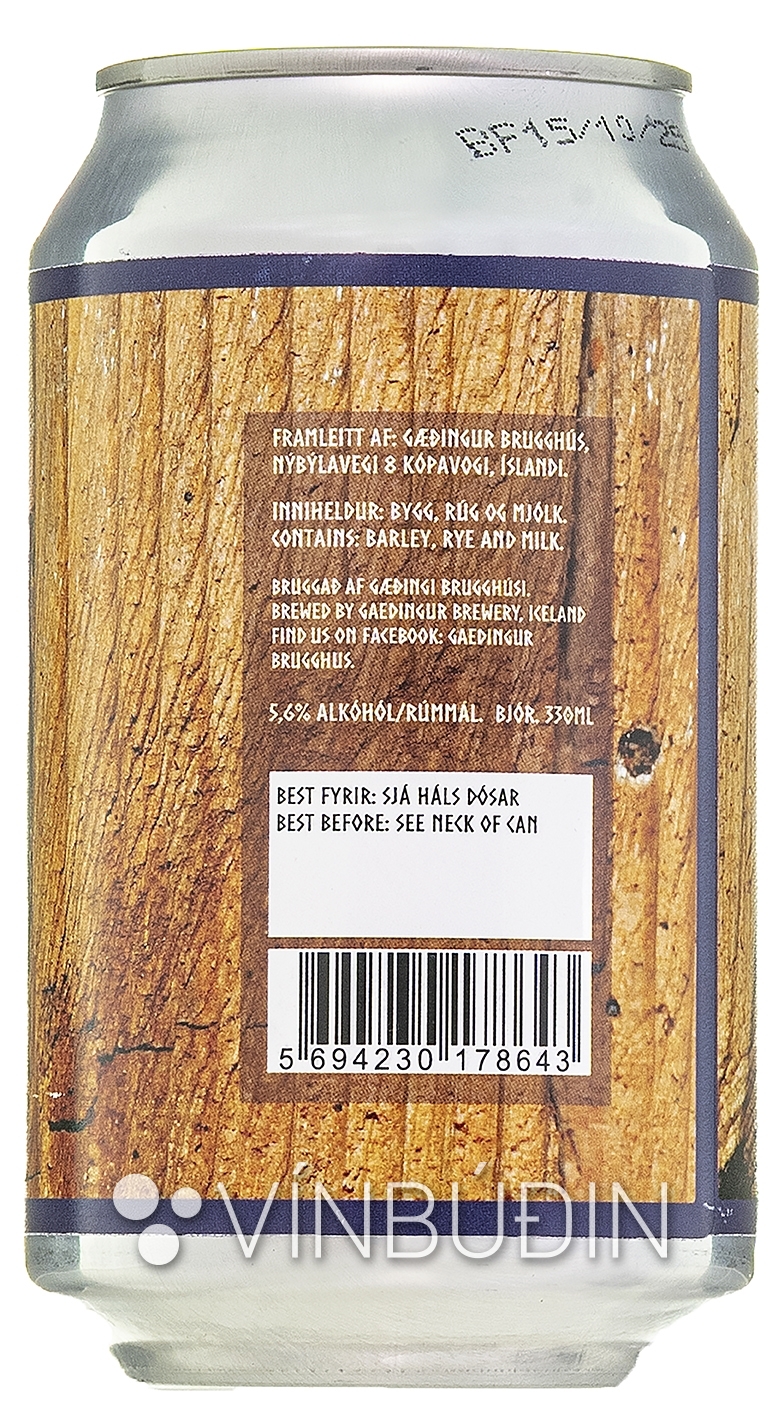 BF15/10/25
FRAMLEITT AF: GÆÐINGUR BRUGGHÚS,
NÝBÝLAVEGI 8 KÓPAVOGI, ÍSLANDI.
INNIHELDUR: BYGG, RÚG OG MJÓLK.
CONTAINS: BARLEY, RYE AND MILK.
BRUGGAÐ AF GÆÐINGI BRUGGHÚSI.
BREWED BY GAEDINGUR BREWERY, ICELAND
FIND US ON FACEBOOK: GAEDINGUR
BRUGGHUS.
5,6% ALKÓHÓL/RÚMMÁL. BJÓR, 330ML
BEST FYRIR: SJÁ HÁLS DÓSAR
BEST BEFORE: SEE NECK OF CAN
5 694230 178643
VÍNBÚÐIN